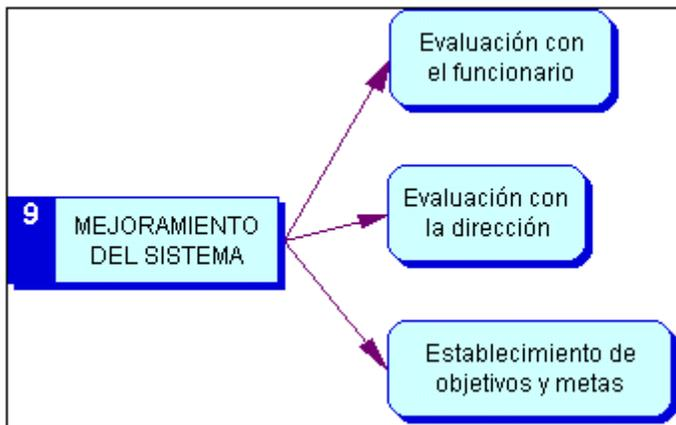 Evaluación con
el funcionario
9
MEJORAMIENTO
DEL SISTEMA
Evaluación con
la dirección
Establecimiento de
objetivos y metas